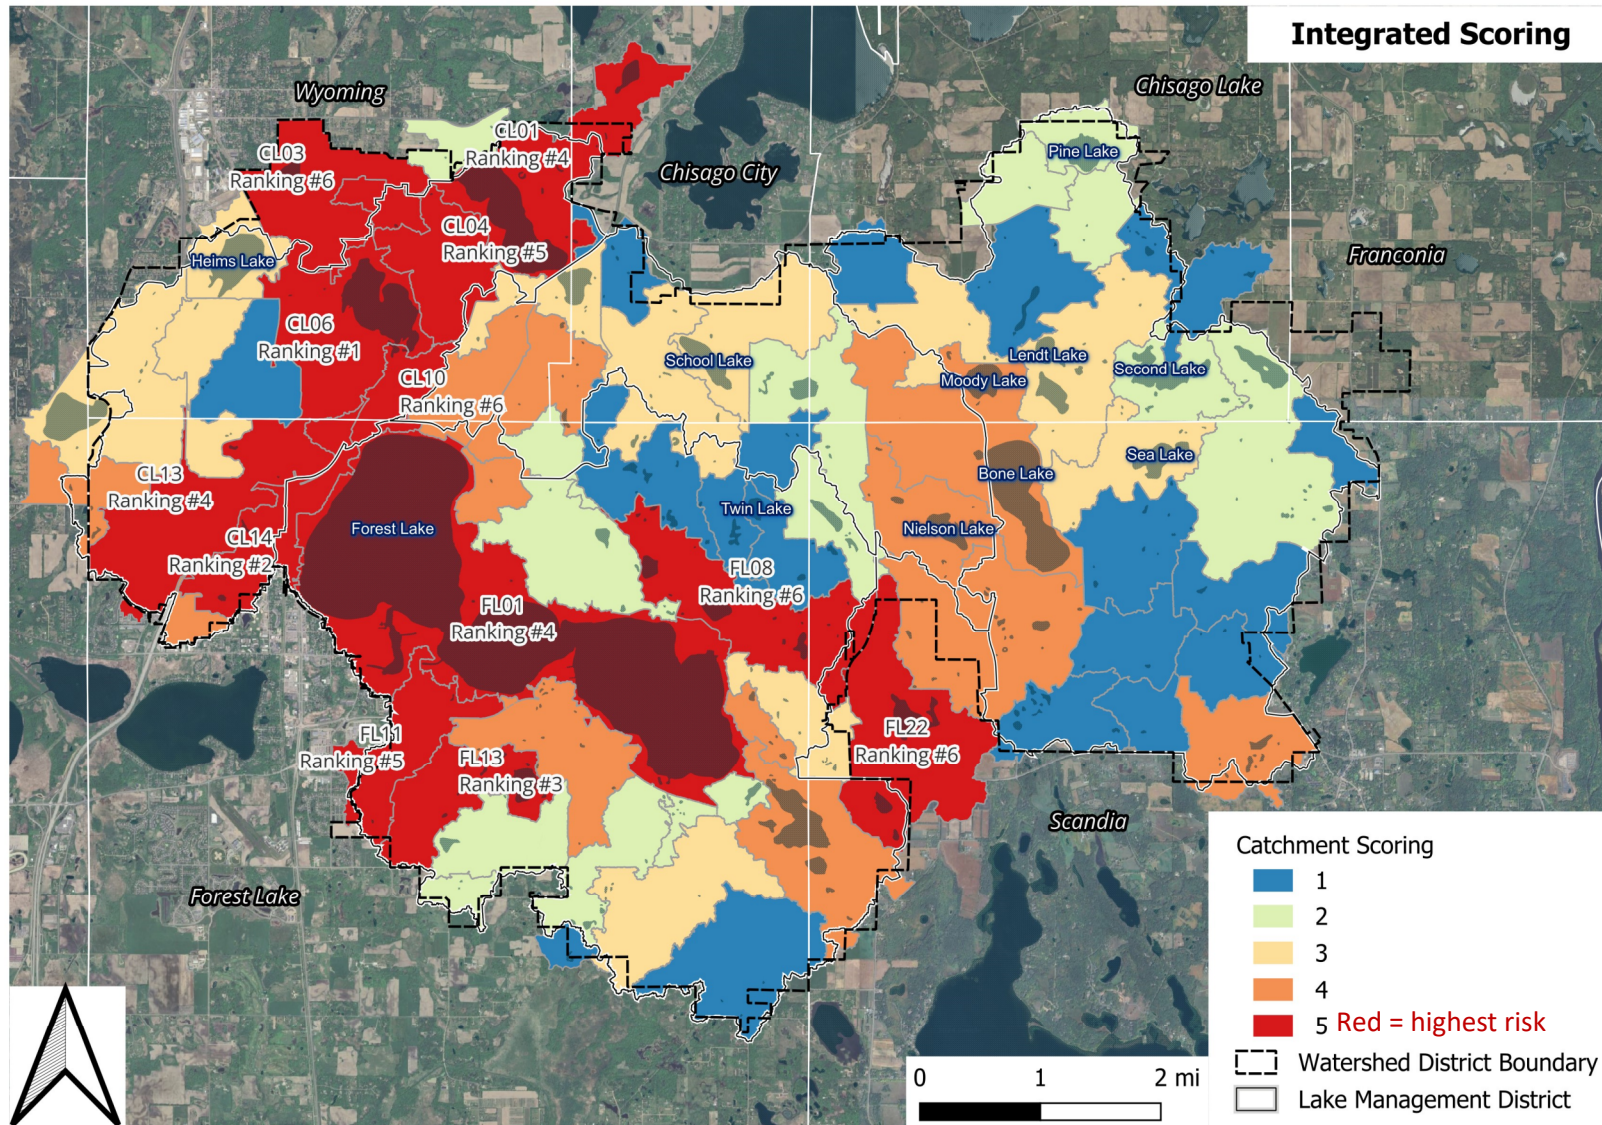 Integrated Scoring
Wyoming
Chisago Lake
CL01
Ranking #4
CL03
Ranking #6
Pine Lake
Chisago City
CL04
Ranking #5
Heims Lake
Franconia
CL06
Ranking #1
School Lake
Lendt Lake
Second Lake
Moody Lake
CL10
Ranking #6
Sea Lake
CL13
Ranking #4
Bone Lake
Twin Lake
Forest Lake
Nielson Lake
CL14
Ranking #2
FL08
Ranking #6
FL01
Ranking #4
FL11
Ranking #5
FL22
Ranking #6
FL13
Ranking #3
Scandia
Forest Lake
Catchment Scoring
1
2
3
4
5 Red = highest risk
Watershed District Boundary
Lake Management District
0 1 2 mi